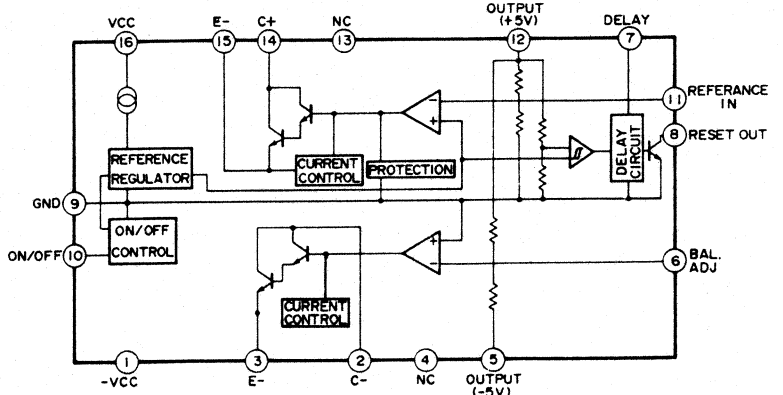 VCC
16
E-
15
C+
14
NC
13
OUTPUT
(+5V)
12
DELAY
7
11
REFERANCE
IN
8
RESET OUT
DELAY
CIRCUIT
REFERENCE
REGULATOR
CURRENT
CONTROL
PROTECTION
-
+
GND
9
ON/OFF
10
ON/OFF
CONTROL
+
-
6
BAL.
ADJ
CURRENT
CONTROL
1
-VCC
3
E-
2
C-
4
NC
5
OUTPUT
(-5V)